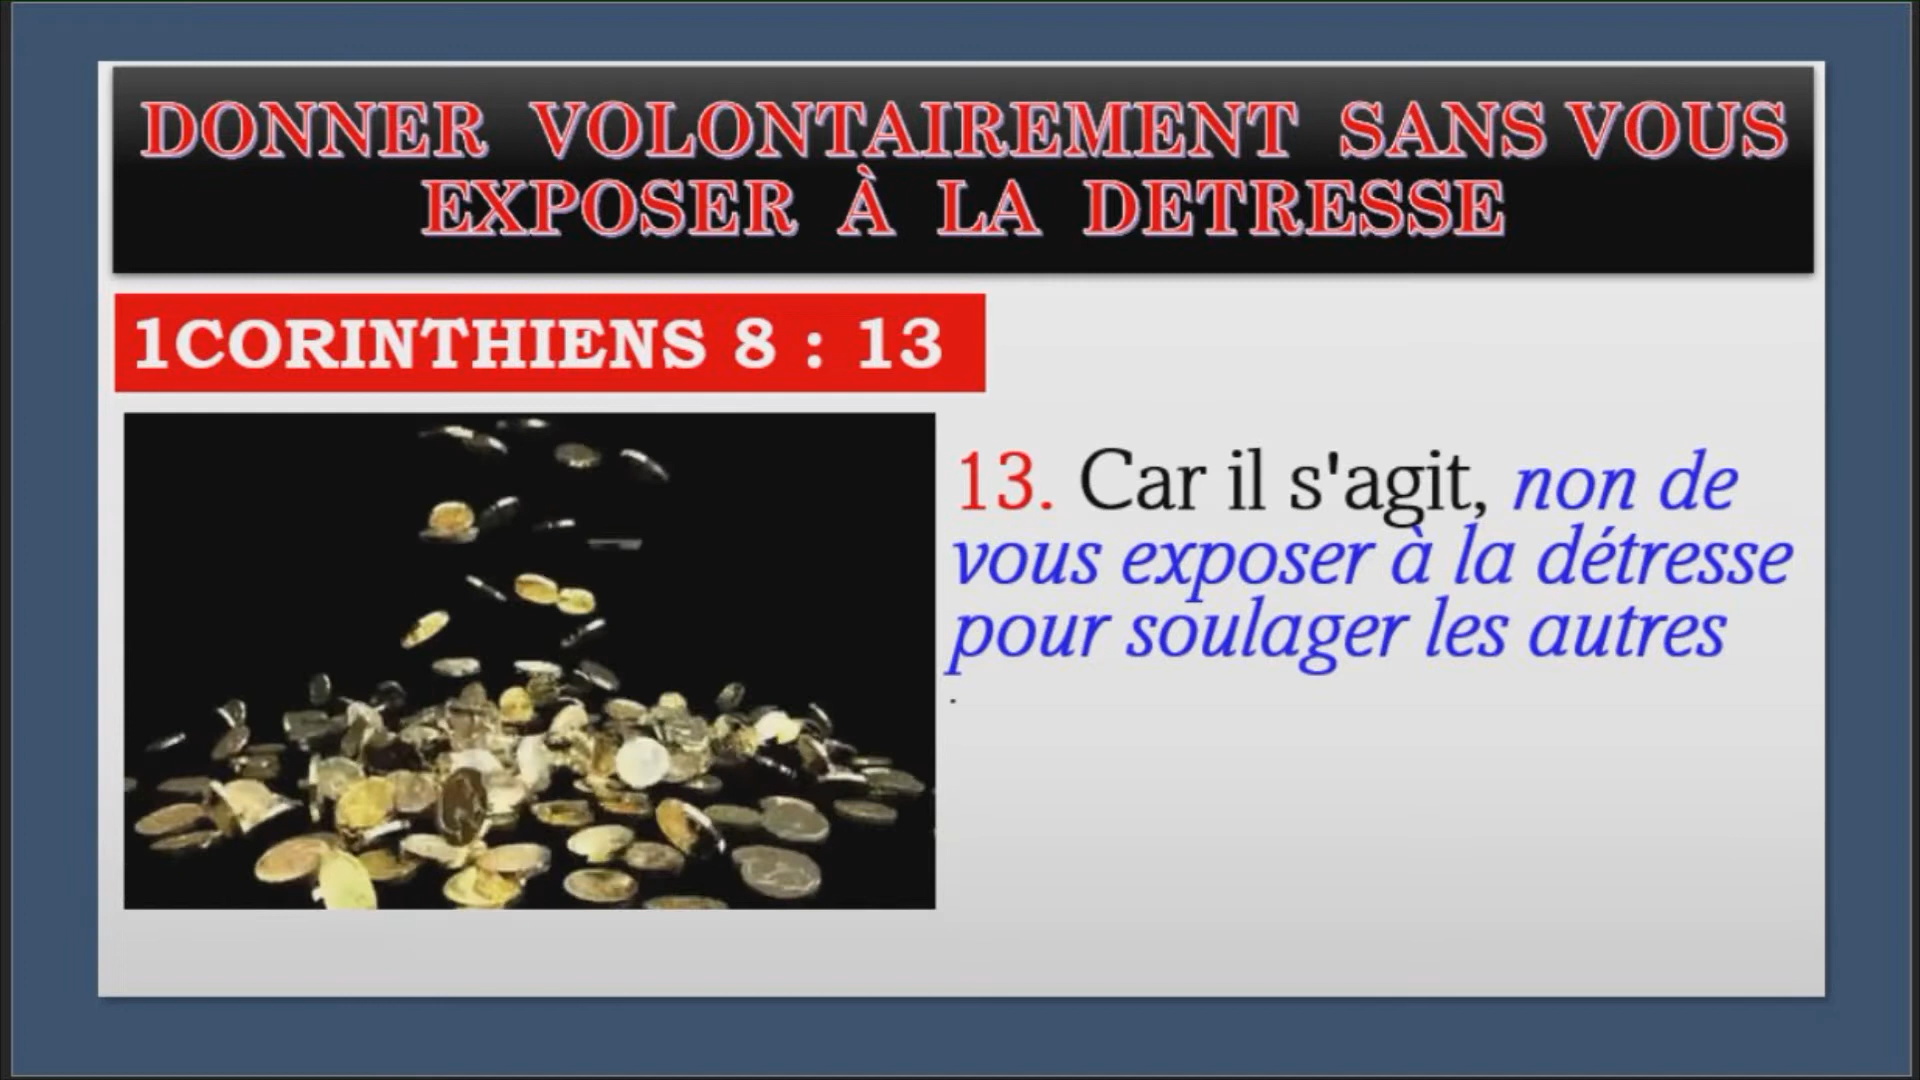 DONNER VOLONTAIREMENT SANS VOUS
EXPOSER À LA DETRESSE
1CORINTHIENS 8 : 13
13. Car il s'agit, non de
vous exposer à la détresse
pour soulager les autres
.